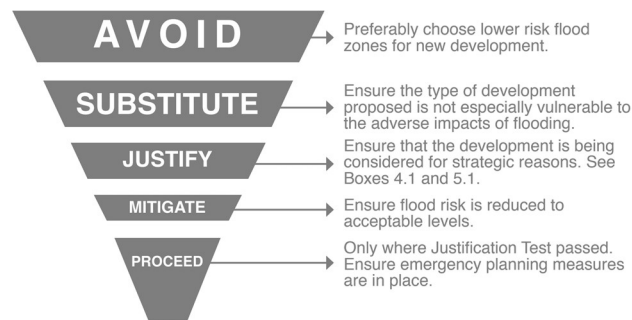 AVOID
Preferably choose lower risk flood
zones for new development.
SUBSTITUTE
Ensure the type of development
proposed is not especially vulnerable to
the adverse impacts of flooding.
JUSTIFY
Ensure that the development is being
considered for strategic reasons. See
Boxes 4.1 and 5.1.
MITIGATE
Ensure flood risk is reduced to
acceptable levels.
PROCEED
Only where Justification Test passed.
Ensure emergency planning measures
are in place.